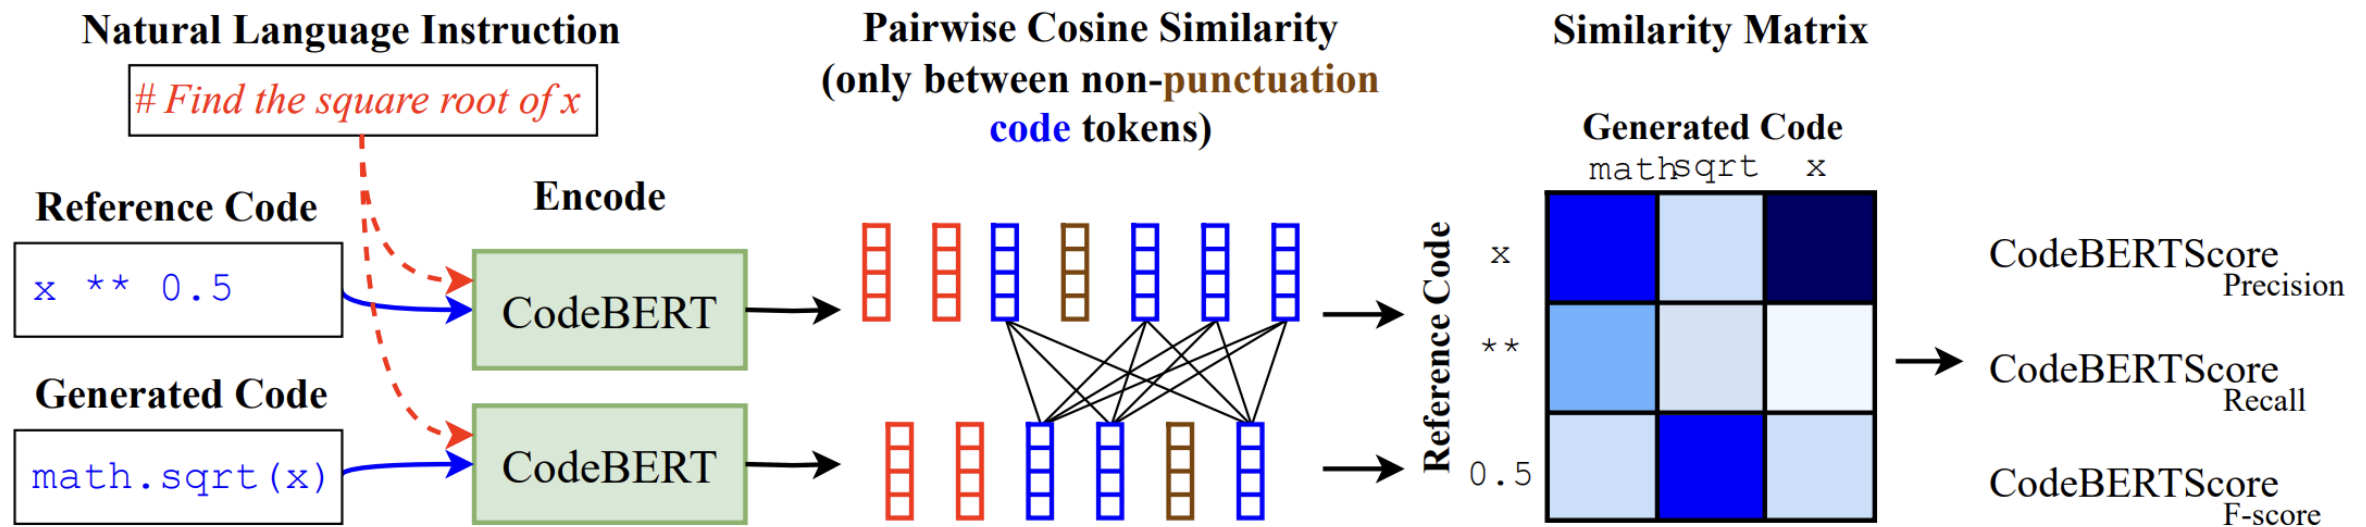 Natural Language Instruction
# Find the square root of x
Reference Code
x ** 0.5
Generated Code
math.sqrt(x)
Encode
CodeBERT
CodeBERT
Pairwise Cosine Similarity
(only between non-punctuation
code tokens)
Similarity Matrix
Generated Code
math sqrt x
Reference Code
x
**
0.5
CodeBERTScore
Precision
CodeBERTScore
Recall
CodeBERTScore
F-score